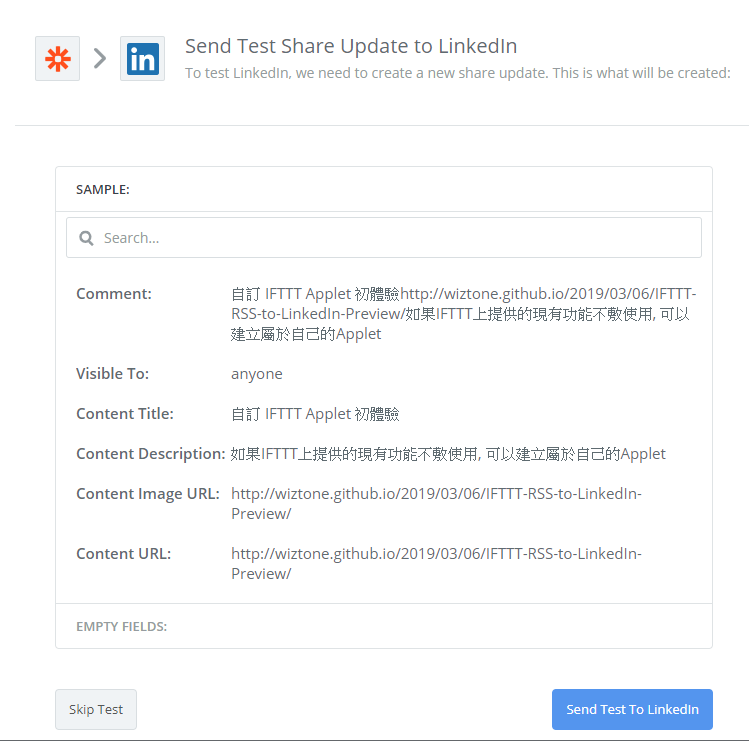 Send Test Share Update to LinkedIn
To test LinkedIn, we need to create a new share update. This is what will be created:
SAMPLE:
Search...
Comment: 自訂 IFTTT Applet 初體驗http://wiztone.github.io/2019/03/06/IFTTT-
RSS-to-LinkedIn-Preview/如果IFTTT上提供的現有功能不敷使用, 可以
建立屬於自己的Applet
Visible To: anyone
Content Title: 自訂 IFTTT Applet 初體驗
Content Description: 如果IFTTT上提供的現有功能不敷使用, 可以建立屬於自己的Applet
Content Image URL: http://wiztone.github.io/2019/03/06/IFTTT-RSS-to-LinkedIn-
Preview/
Content URL: http://wiztone.github.io/2019/03/06/IFTTT-RSS-to-LinkedIn-
Preview/
EMPTY FIELDS:
Skip Test
Send Test To LinkedIn